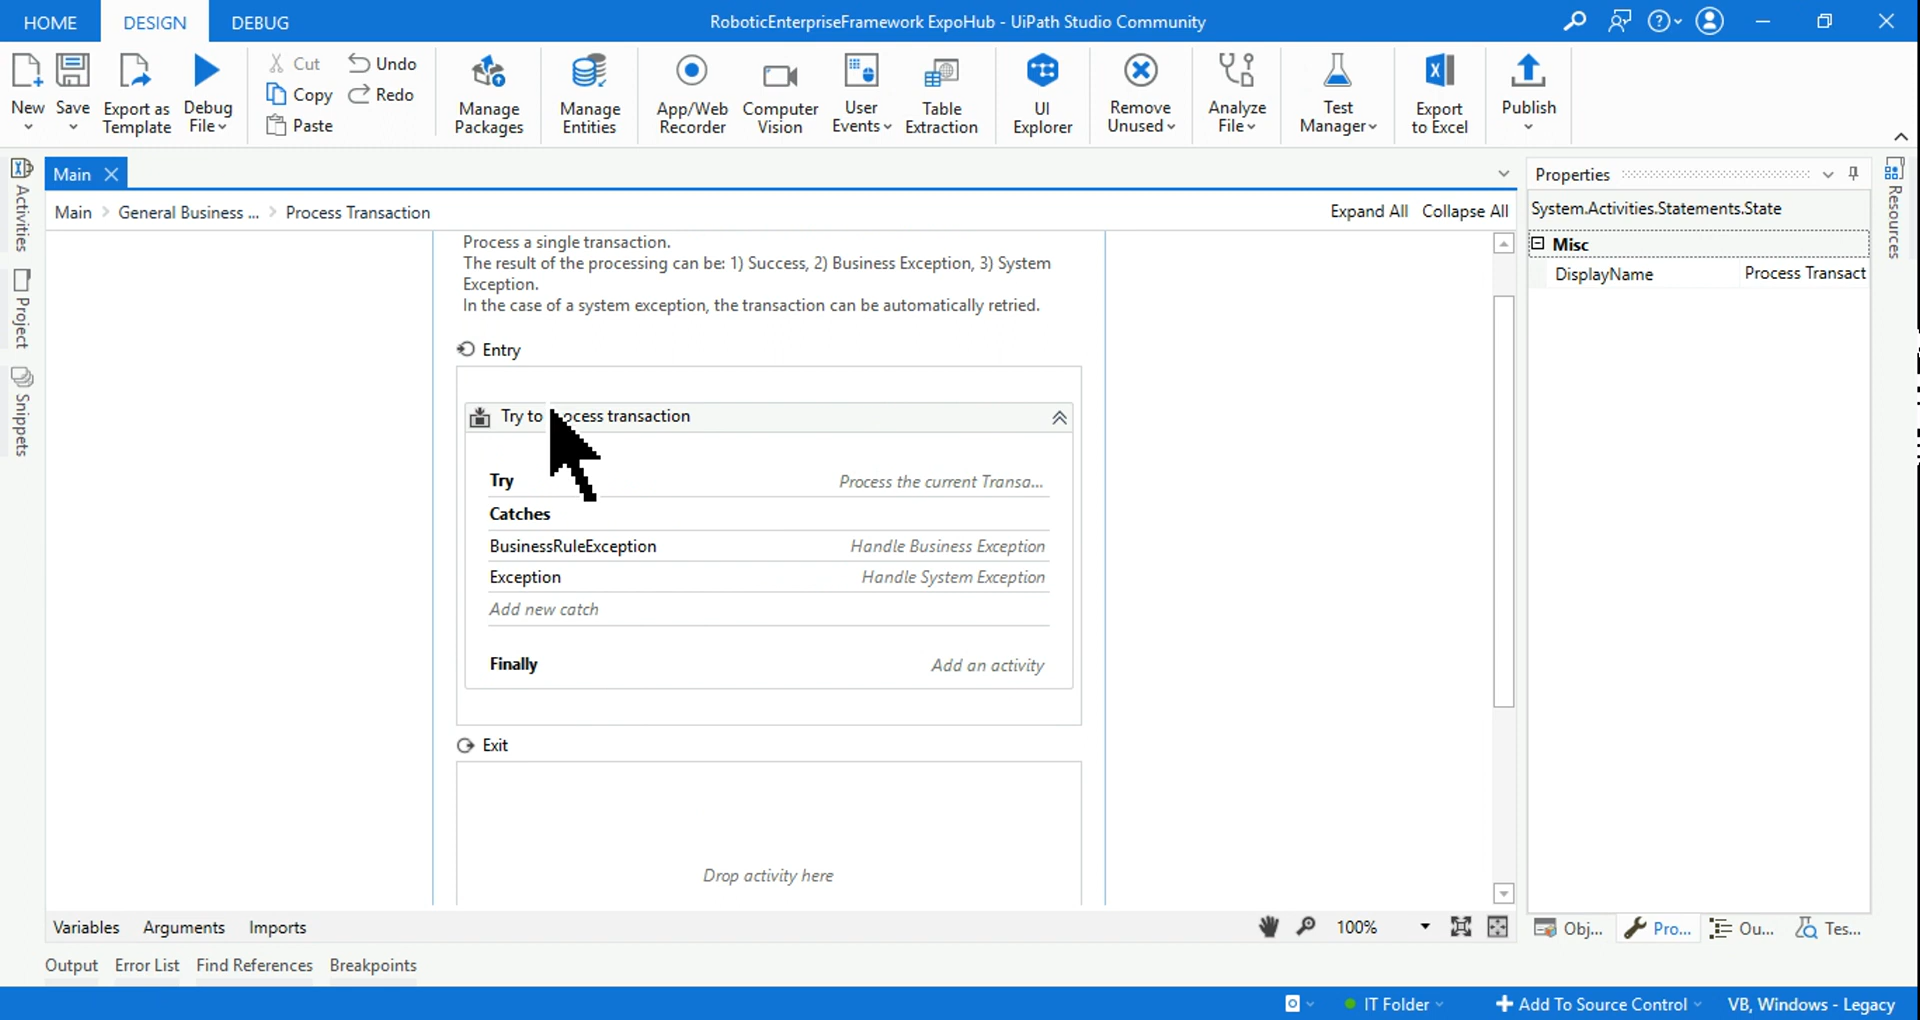 HOME DESIGN DEBUG RoboticEnterpriseFramework ExpoHub - UiPath Studio Community
New Save Export as Template Debug File
Cut Copy Paste Undo Redo
Manage Packages
Manage Entities
App/Web Recorder
Computer Vision
User Events
Table Extraction
UI Explorer
Remove Unused
Analyze File
Test Manager
Export to Excel
Publish
Activities
Project
Snippets
Main
Main General Business ... Process Transaction Expand All Collapse All
Process a single transaction.
The result of the processing can be: 1) Success, 2) Business Exception, 3) System
Exception.
In the case of a system exception, the transaction can be automatically retried.
Entry
Try to transaction
Try Process the current Transa...
Catches
BusinessRuleException Handle Business Exception
Exception Handle System Exception
Add new catch
Finally Add an activity
Exit
Drop activity here
Properties
System.Activities.Statements.State
Misc
DisplayName Process Transact
Resources
Variables Arguments Imports 100%
Obj... Pro... Ou... Tes...
Output Error List Find References Breakpoints
IT Folder Add To Source Control VB, Windows - Legacy